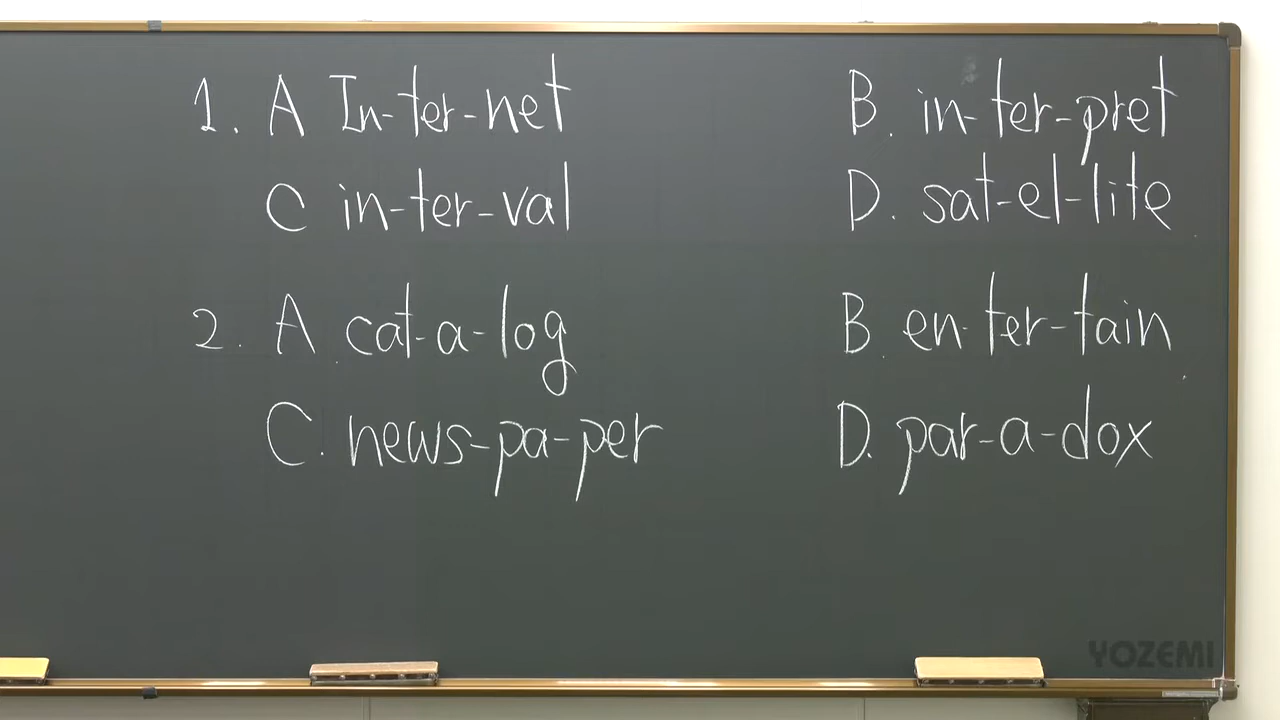 1. A In-ter-net B. in-ter-pret
C in-ter-val D. sat-el-lite
2. A cat-a-log B. en-ter-tain
C. news-pa-per D. par-a-dox
YOZEMI